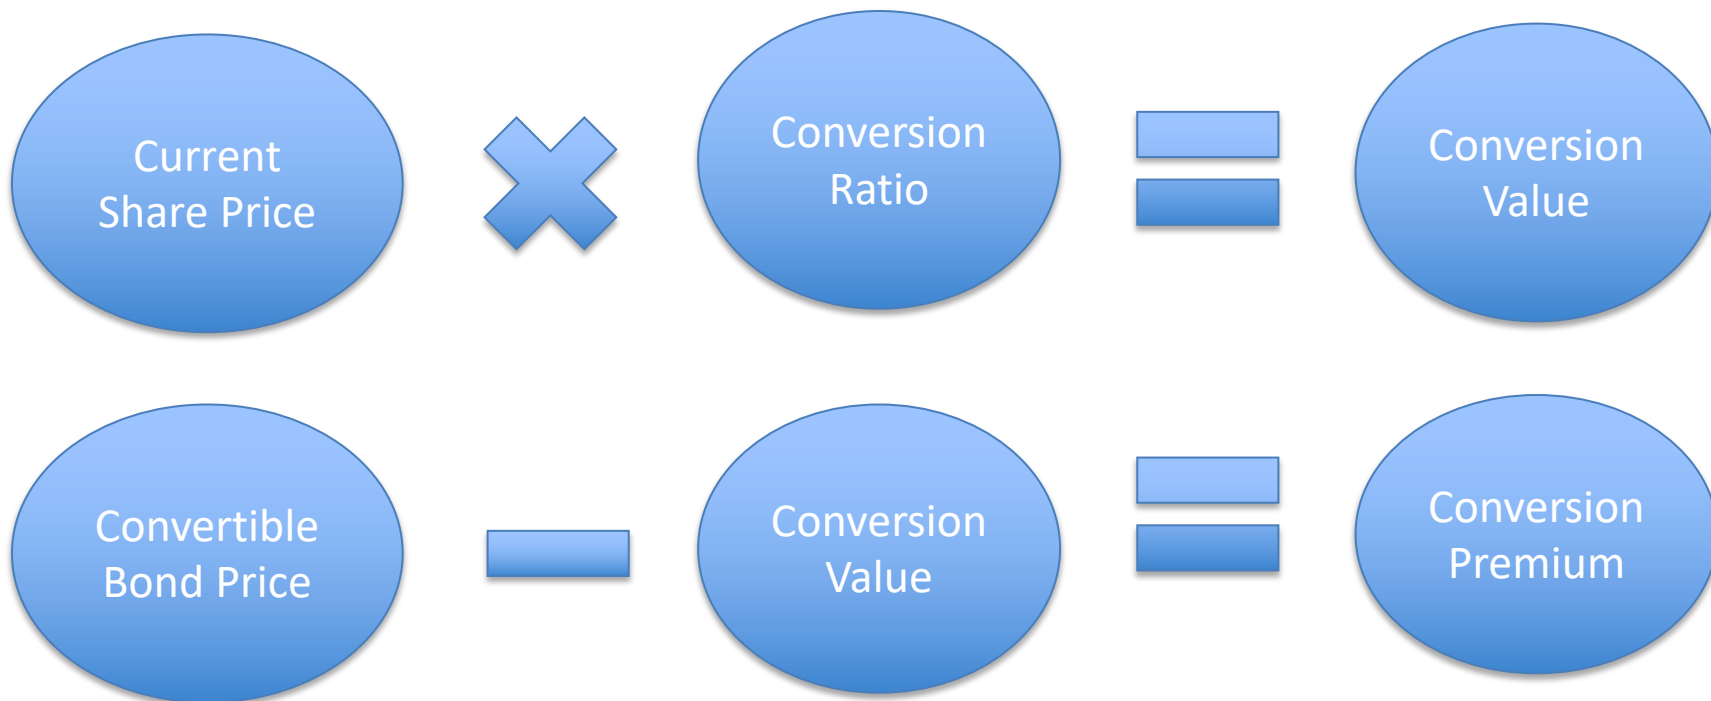 Current
Share Price
Conversion
Ratio
Conversion
Value
Convertible
Bond Price
Conversion
Value
Conversion
Premium